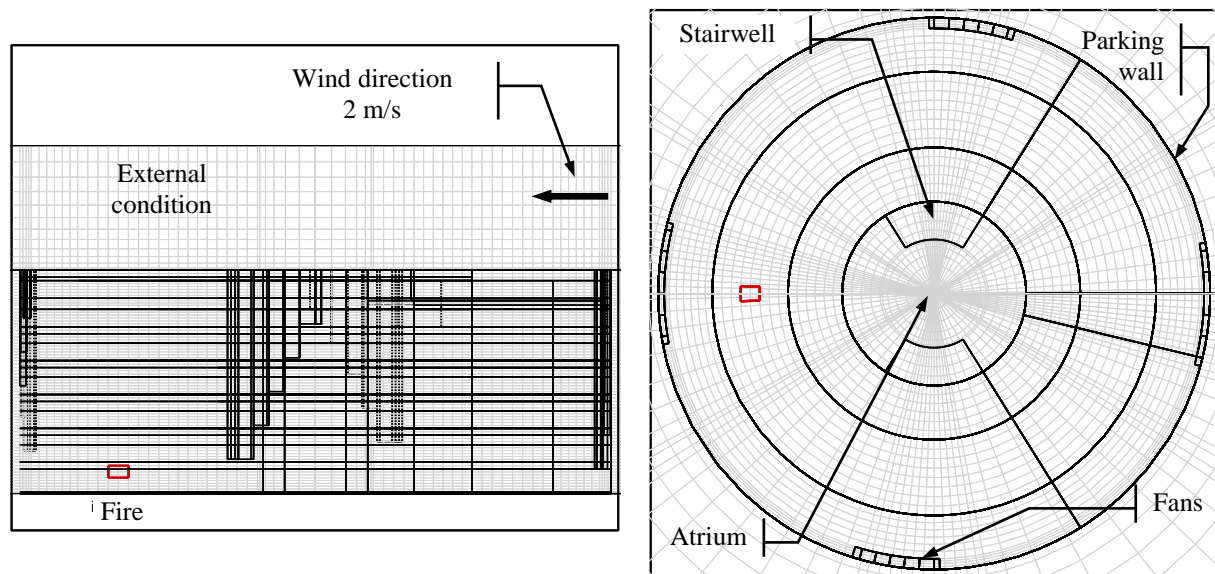 Wind direction
2 m/s
External
condition
Fire
Stairwell
Parking
wall
Atrium
Fans